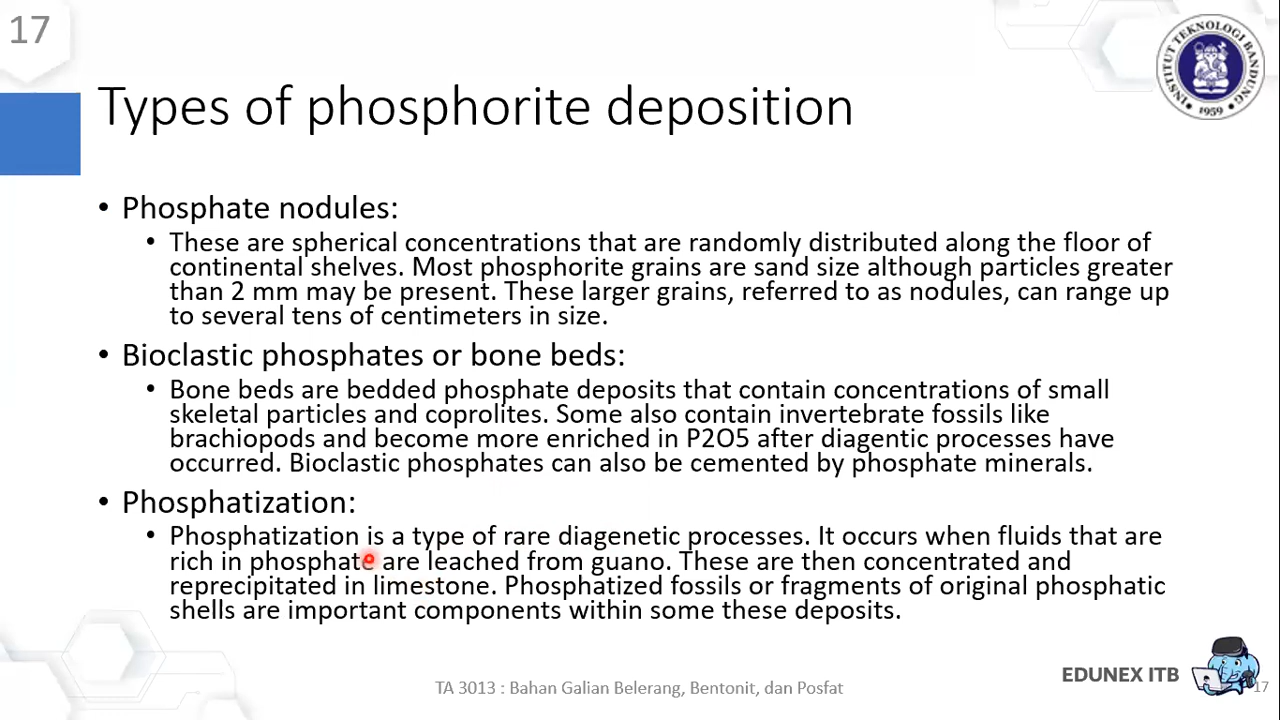 17
INSTITUT TEKNOLOGI BANDUNG
1959
Types of phosphorite deposition
• Phosphate nodules:
• These are spherical concentrations that are randomly distributed along the floor of
continental shelves. Most phosphorite grains are sand size although particles greater
than 2 mm may be present. These larger grains, referred to as nodules, can range up
to several tens of centimeters in size.
• Bioclastic phosphates or bone beds:
• Bone beds are bedded phosphate deposits that contain concentrations of small
skeletal particles and coprolites. Some also contain invertebrate fossils like
brachiopods and become more enriched in P2O5 after diagentic processes have
occurred. Bioclastic phosphates can also be cemented by phosphate minerals.
• Phosphatization:
• Phosphatization is a type of rare diagenetic processes. It occurs when fluids that are
rich in phosphate are leached from guano. These are then concentrated and
reprecipitated in limestone. Phosphatized fossils or fragments of original phosphatic
shells are important components within some these deposits.
TA 3013 : Bahan Galian Belerang, Bentonit, dan Posfat
EDUNEX ITB
17